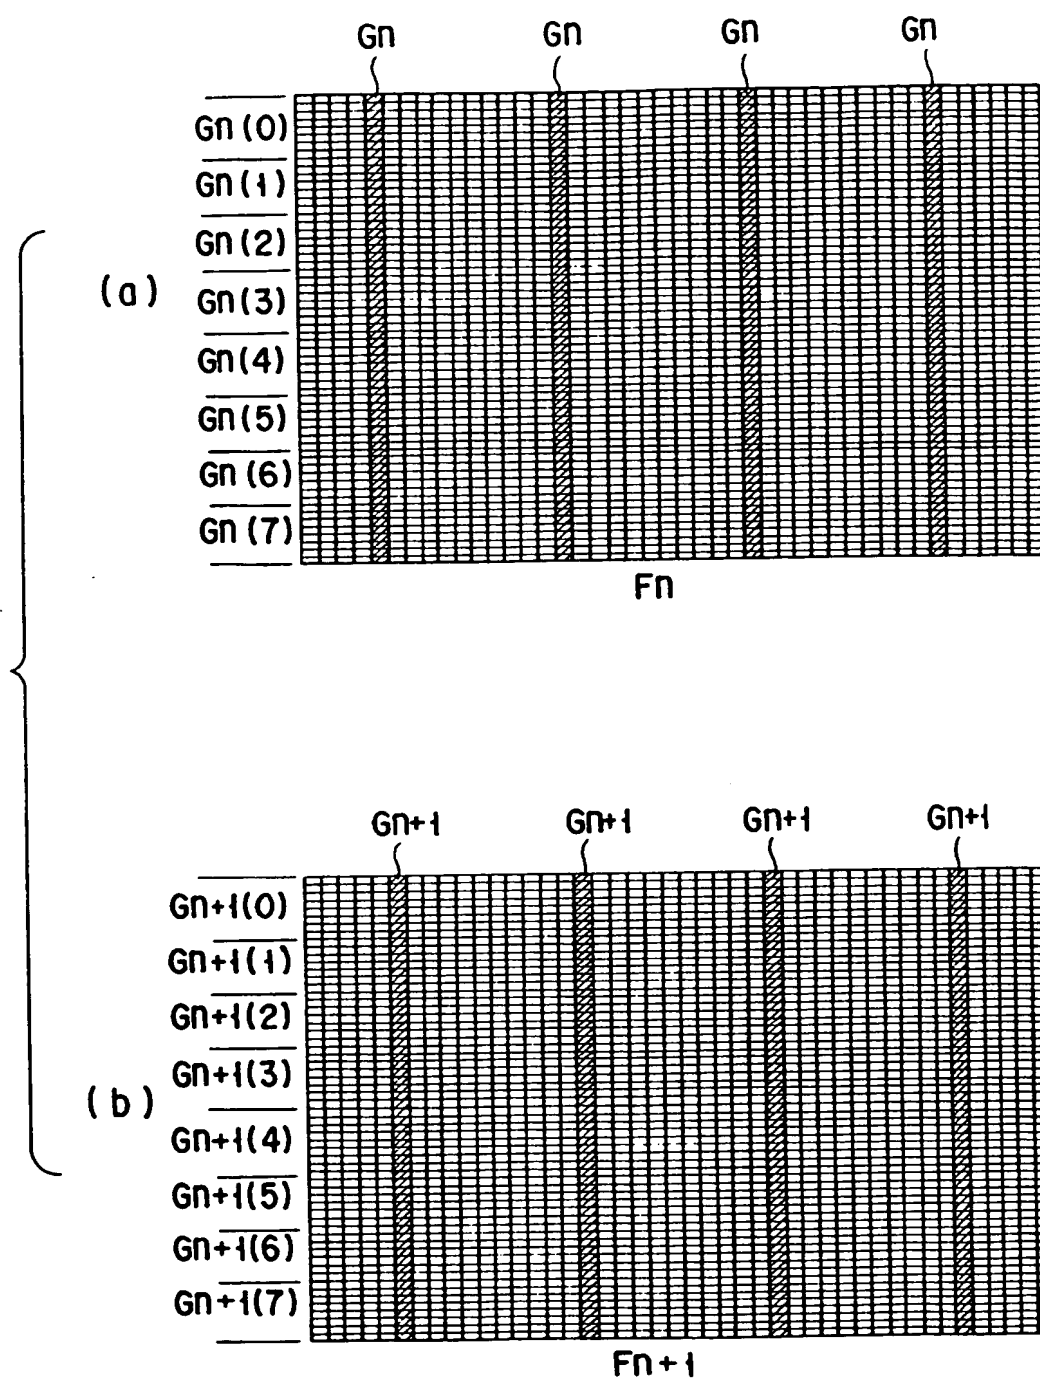 Gn Gn Gn Gn
Gn(0)
Gn(1)
Gn(2)
(a)
Gn(3)
Gn(4)
Gn(5)
Gn(6)
Gn(7)
Fn
Gn+1 Gn+1 Gn+1 Gn+1
Gn+1(0)
Gn+1(1)
Gn+1(2)
Gn+1(3)
(b)
Gn+1(4)
Gn+1(5)
Gn+1(6)
Gn+1(7)
Fn+1